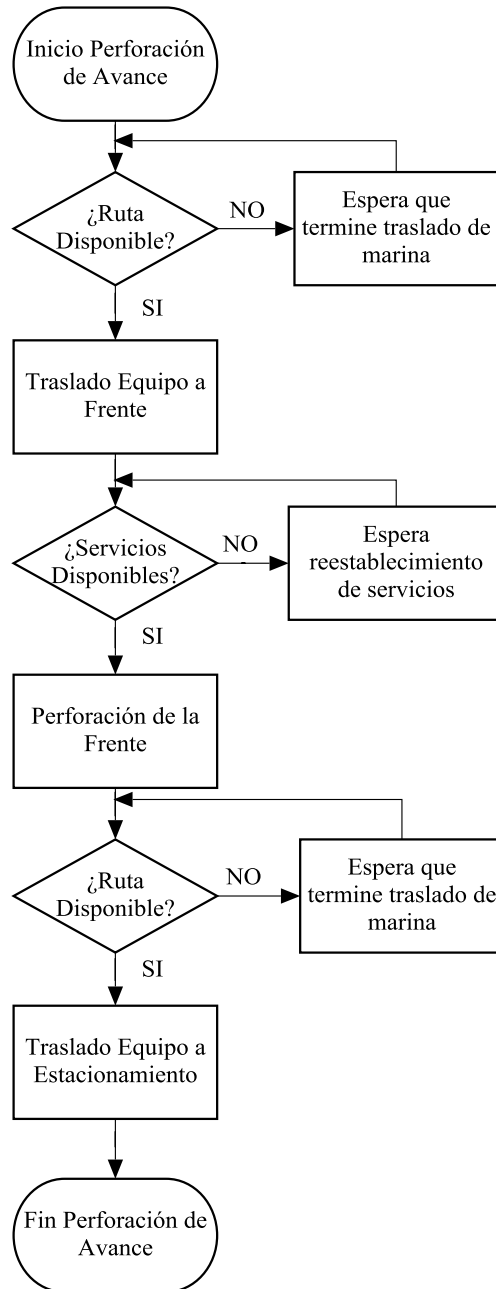 Inicio Perforación
de Avance
¿Ruta
Disponible?
NO
Espera que
termine traslado de
marina
SI
Traslado Equipo a
Frente
¿Servicios
Disponibles?
NO
Espera
reestablecimiento
de servicios
SI
Perforación de la
Frente
¿Ruta
Disponible?
NO
Espera que
termine traslado de
marina
SI
Traslado Equipo a
Estacionamiento
Fin Perforación de
Avance